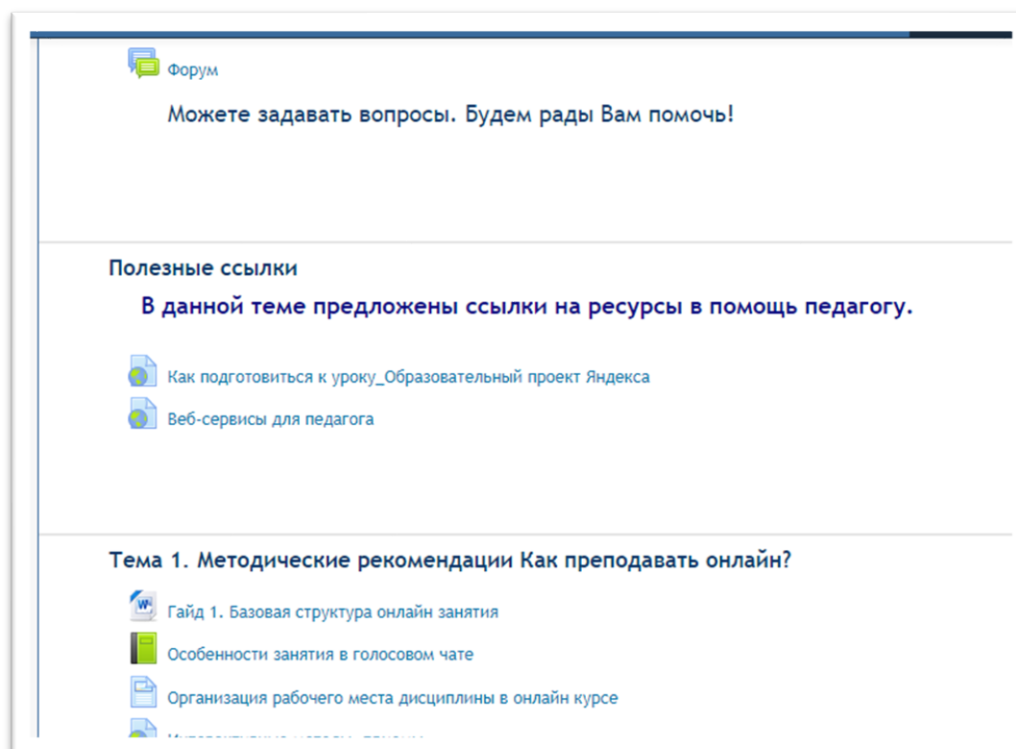 Форум
Можете задавать вопросы. Будем рады Вам помочь!
Полезные ссылки
В данной теме предложены ссылки на ресурсы в помощь педагогу.
Как подготовиться к уроку_Образовательный проект Яндекса
Веб-сервисы для педагога
Тема 1. Методические рекомендации Как преподавать онлайн?
Гайд 1. Базовая структура онлайн занятия
Особенности занятия в голосовом чате
Организация рабочего места дисциплины в онлайн курсе